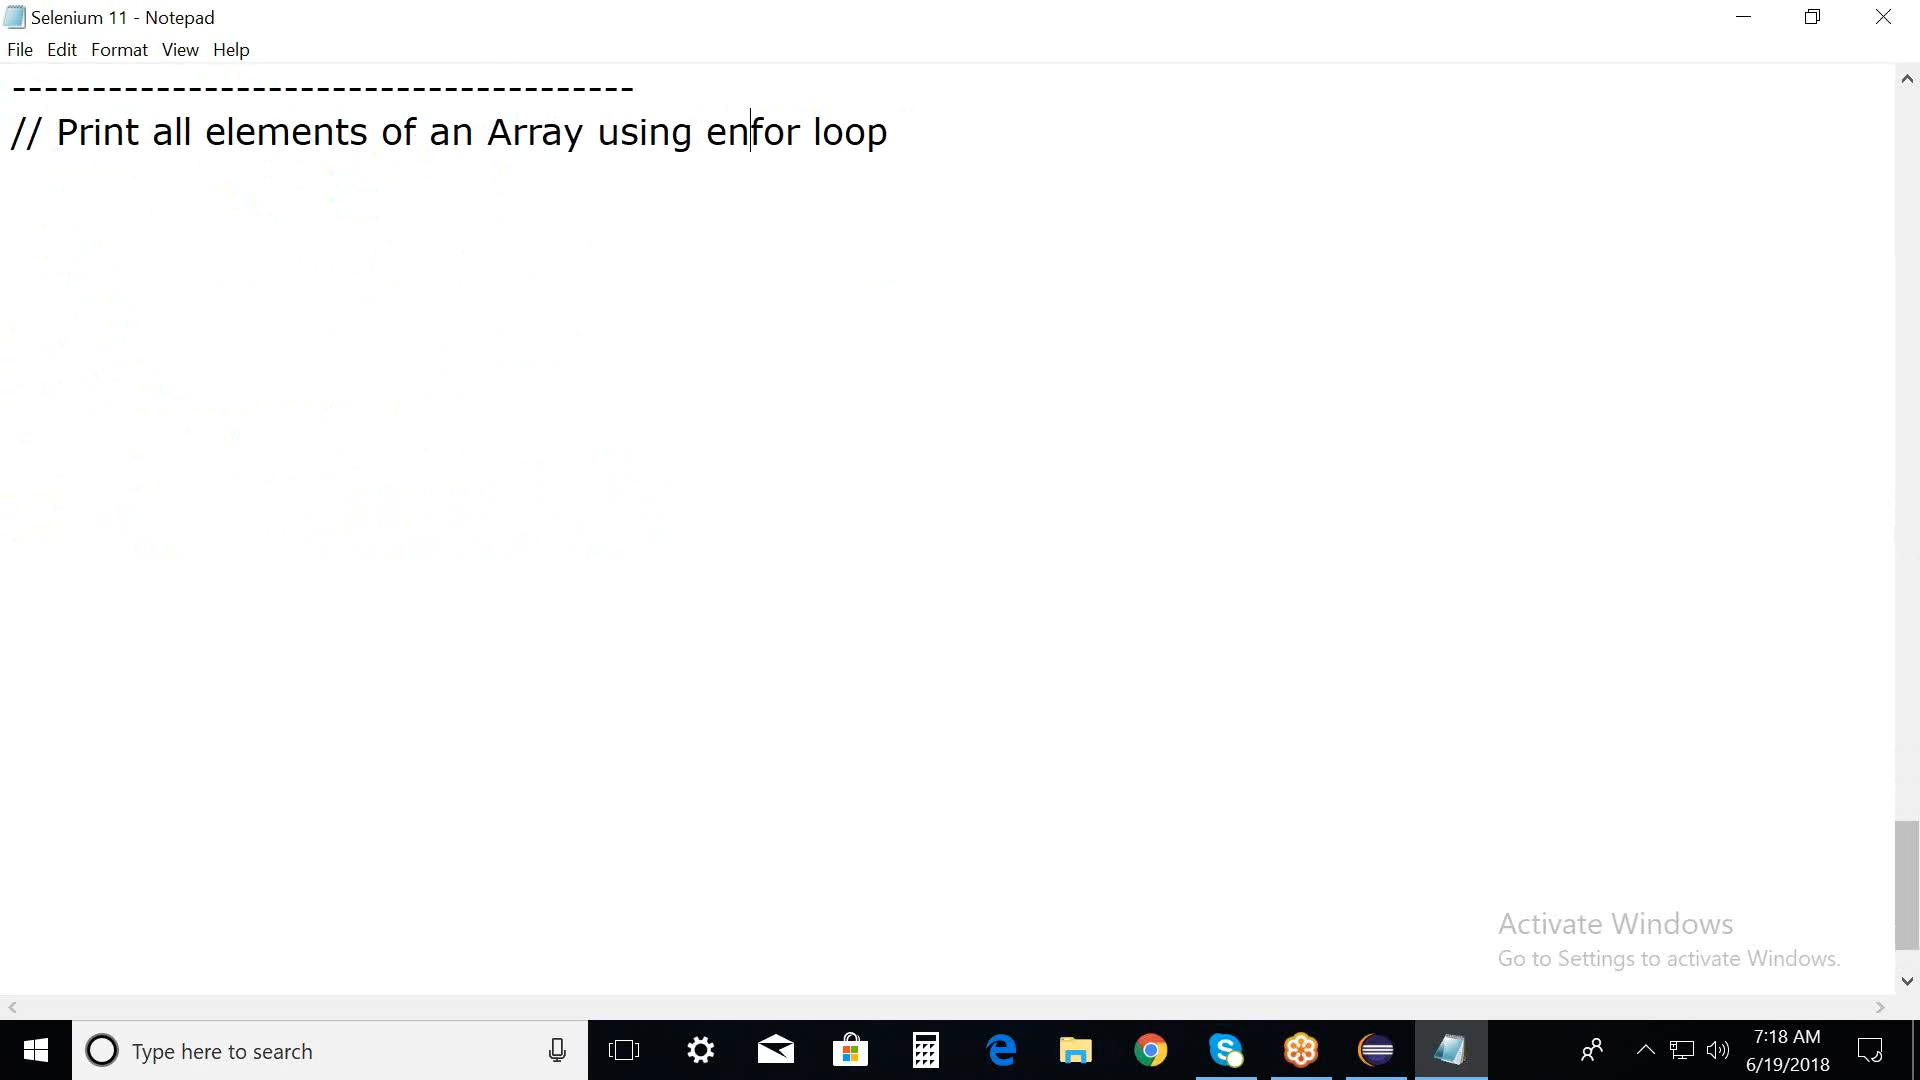 Selenium 11 - Notepad
File Edit Format View Help
---------------------------------------
// Print all elements of an Array using enfor loop
Activate Windows
Go to Settings to activate Windows.
Type here to search
7:18 AM
6/19/2018